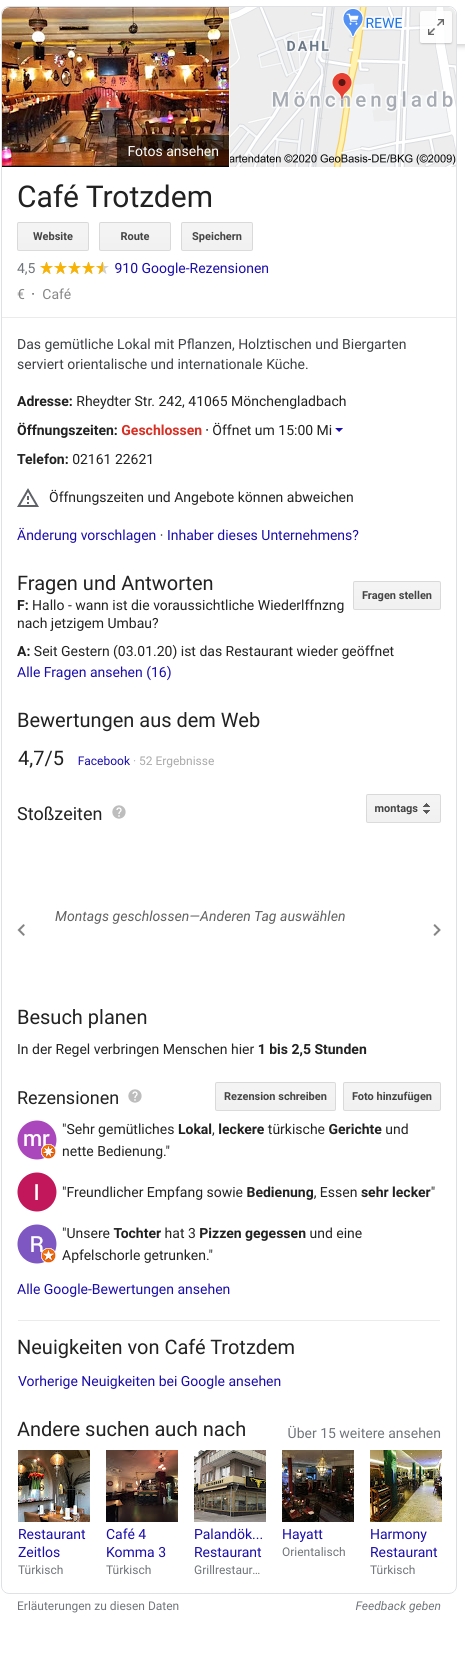 REWE
DAHL
Mönchengladb
Fotos ansehen
artendaten ©2020 GeoBasis-DE/BKG (©2009)
Café Trotzdem
Website
Route
Speichern
4,5 910 Google-Rezensionen
€ · Café
Das gemütliche Lokal mit Pflanzen, Holztischen und Biergarten
serviert orientalische und internationale Küche.
Adresse: Rheydter Str. 242, 41065 Mönchengladbach
Öffnungszeiten: Geschlossen · Öffnet um 15:00 Mi
Telefon: 02161 22621
Öffnungszeiten und Angebote können abweichen
Änderung vorschlagen · Inhaber dieses Unternehmens?
Fragen und Antworten
Fragen stellen
F: Hallo - wann ist die voraussichtliche Wiederlffnzng
nach jetzigem Umbau?
A: Seit Gestern (03.01.20) ist das Restaurant wieder geöffnet
Alle Fragen ansehen (16)
Bewertungen aus dem Web
4,7/5 Facebook · 52 Ergebnisse
Stoßzeiten ?
montags
Montags geschlossen—Anderen Tag auswählen
Besuch planen
In der Regel verbringen Menschen hier 1 bis 2,5 Stunden
Rezensionen ?
Rezension schreiben
Foto hinzufügen
mr
"Sehr gemütliches Lokal, leckere türkische Gerichte und
nette Bedienung."
I
"Freundlicher Empfang sowie Bedienung, Essen sehr lecker"
R
"Unsere Tochter hat 3 Pizzen gegessen und eine
Apfelschorle getrunken."
Alle Google-Bewertungen ansehen
Neuigkeiten von Café Trotzdem
Vorherige Neuigkeiten bei Google ansehen
Andere suchen auch nach
Über 15 weitere ansehen
Restaurant
Zeitlos
Türkisch
Café 4
Komma 3
Türkisch
Palandök...
Restaurant
Grillrestaur...
Hayatt
Orientalisch
Harmony
Restaurant
Türkisch
Erläuterungen zu diesen Daten
Feedback geben